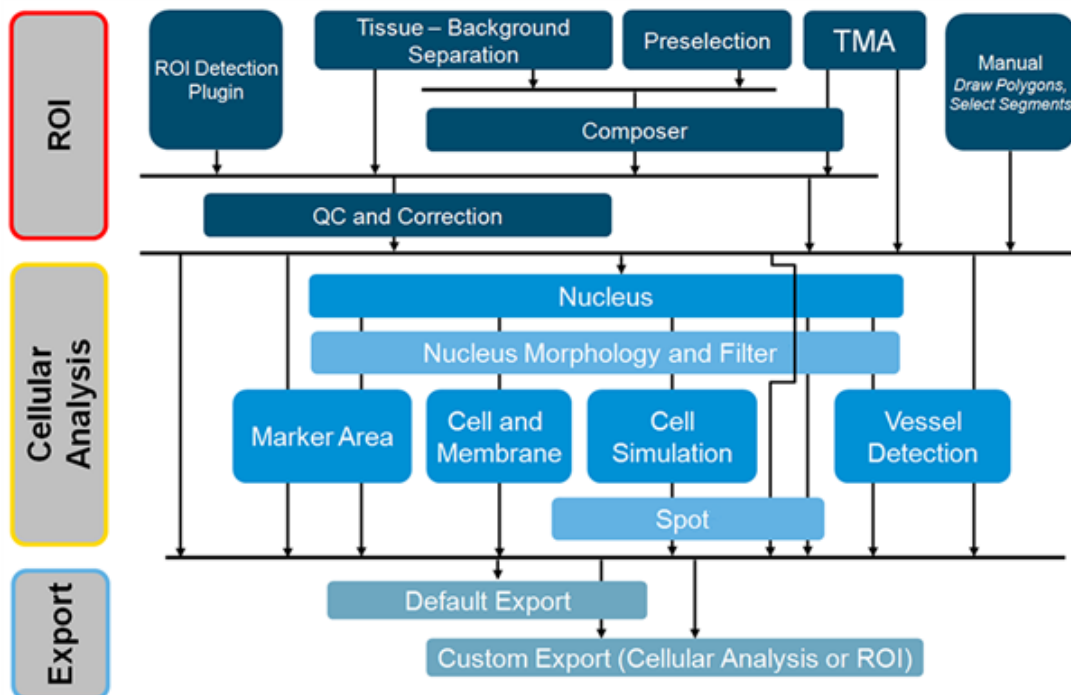 ROI
ROI Detection
Plugin
Tissue – Background
Separation
Preselection
TMA
Manual
Draw Polygons,
Select Segments
Composer
QC and Correction
Cellular
Analysis
Nucleus
Nucleus Morphology and Filter
Marker Area
Cell and
Membrane
Cell
Simulation
Vessel
Detection
Spot
Export
Default Export
Custom Export (Cellular Analysis or ROI)